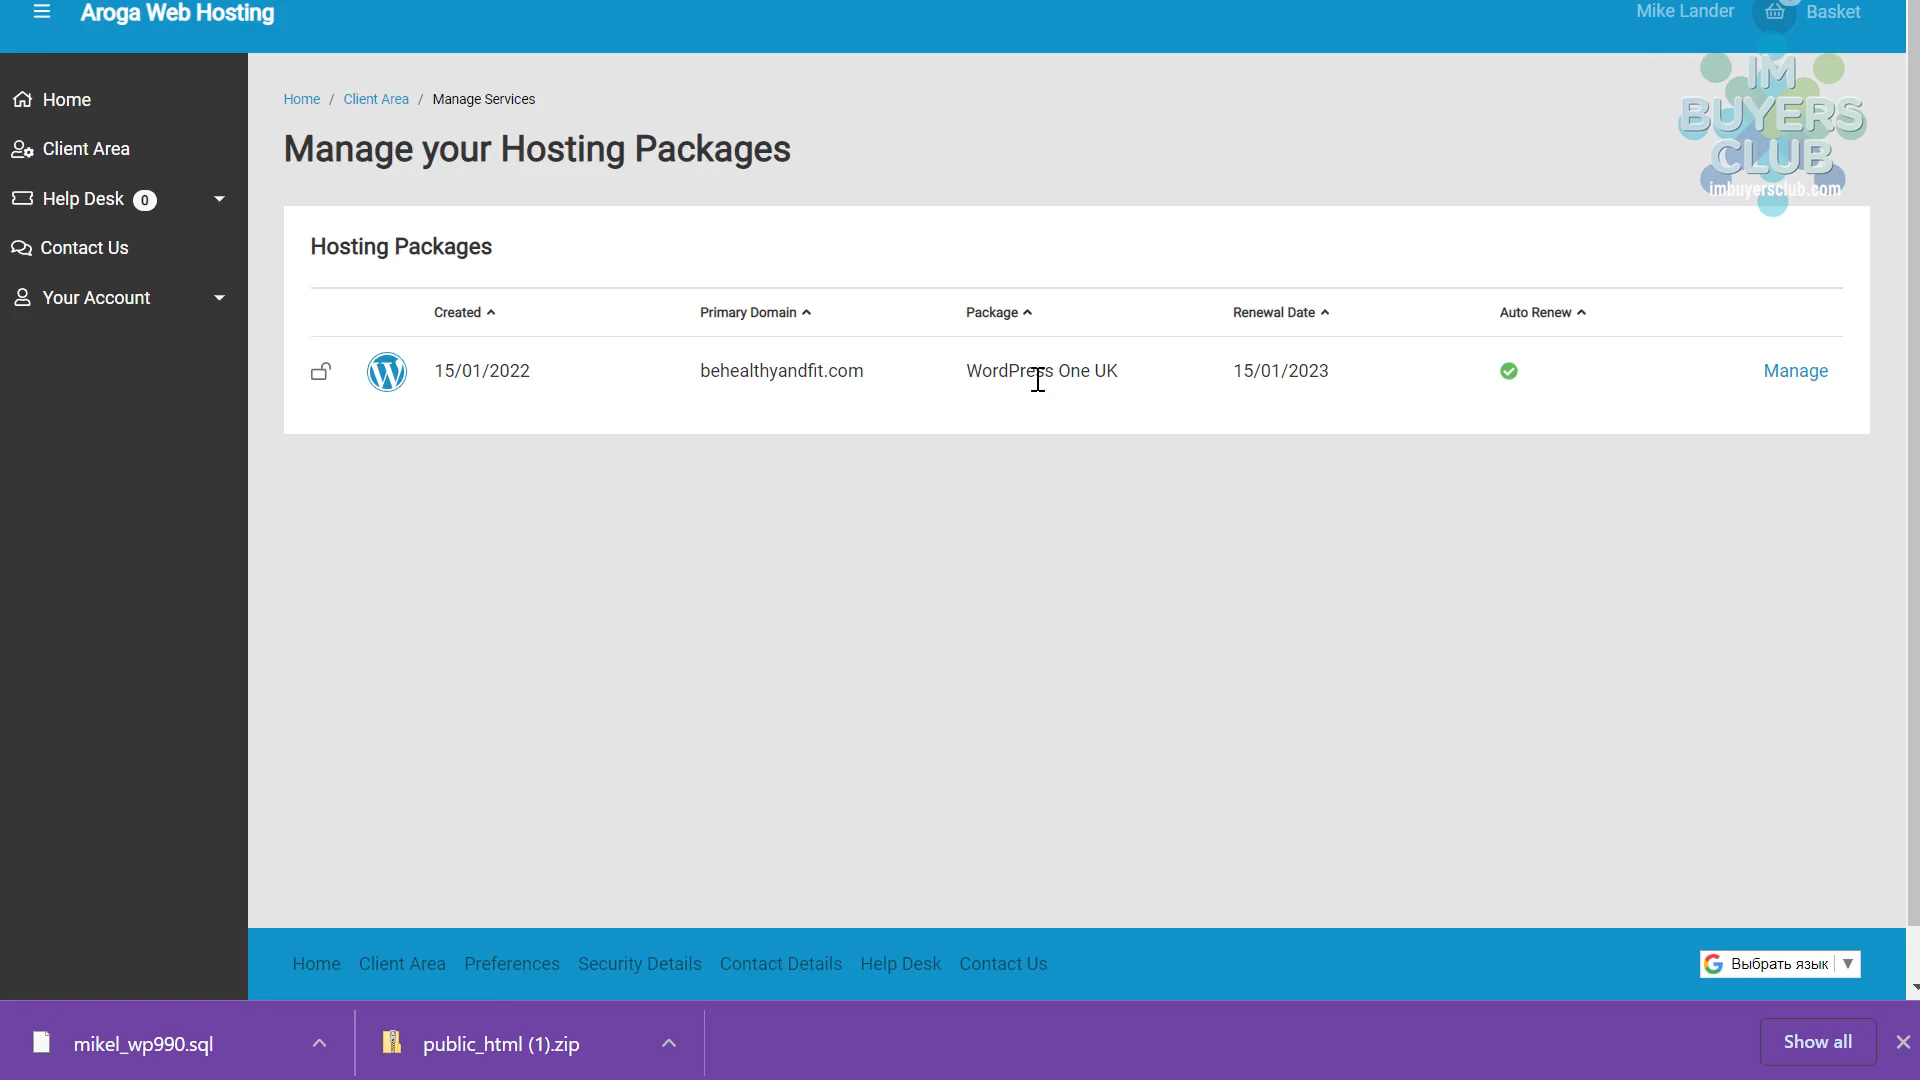 Aroga Web Hosting
Mike Lander
Basket
Home
Client Area
Help Desk 0
Contact Us
Your Account
Home / Client Area / Manage Services
Manage your Hosting Packages
IM
BUYERS
CLUB
imbuyersclub.com
Hosting Packages
Created Primary Domain Package Renewal Date Auto Renew
15/01/2022 behealthyandfit.com WordPress One UK 15/01/2023 Manage
Home Client Area Preferences Security Details Contact Details Help Desk Contact Us
Выбрать язык
mikel_wp990.sql
public_html (1).zip
Show all